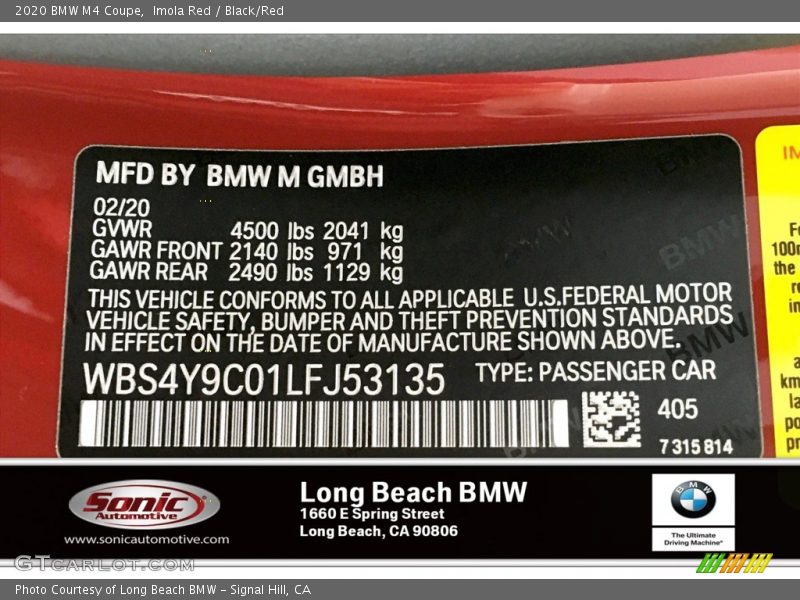 2020 BMW M4 Coupe,  Imola Red / Black/Red
MFD BY BMW M GMBH
02/20
GVWR 4500 lbs 2041 kg
GAWR FRONT 2140 lbs 971 kg
GAWR REAR 2490 lbs 1129 kg
THIS VEHICLE CONFORMS TO ALL APPLICABLE U.S.FEDERAL MOTOR
VEHICLE SAFETY, BUMPER AND THEFT PREVENTION STANDARDS
IN EFFECT ON THE DATE OF MANUFACTURE SHOWN ABOVE.
WBS4Y9C01LFJ53135 TYPE: PASSENGER CAR
405
7315814
BMW
BMW
the
Sonic
Automotive
www.sonicautomotive.com
Long Beach BMW
1660 E Spring Street
Long Beach, CA 90806
BMW
The Ultimate
Driving Machine®
GTCARLOT.COM
Photo Courtesy of Long Beach BMW – Signal Hill, CA